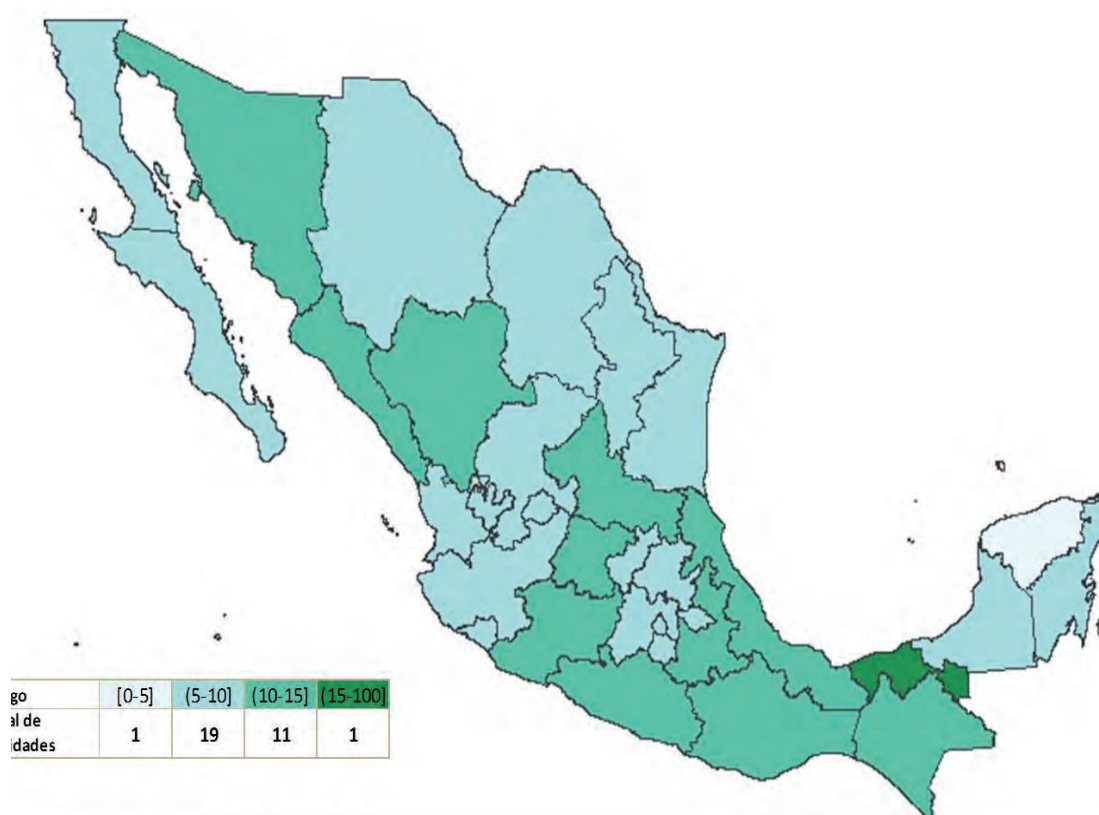 go [0-5] (5-10] (10-15] (15-100]
al de
idades 1 19 11 1